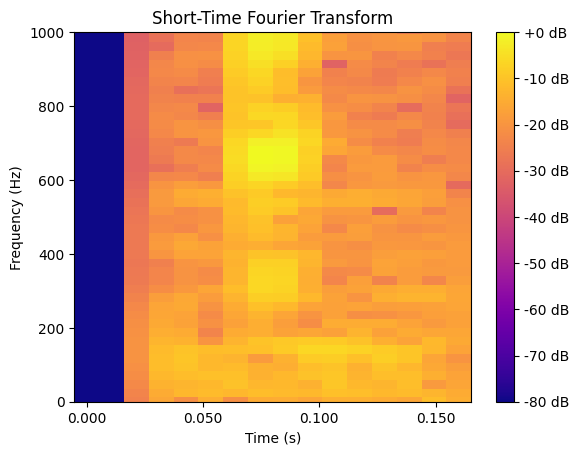 Short-Time Fourier Transform
1000
800
600
400
200
0
Frequency (Hz)
0.000
0.050
0.100
0.150
Time (s)
+0 dB
-10 dB
-20 dB
-30 dB
-40 dB
-50 dB
-60 dB
-70 dB
-80 dB